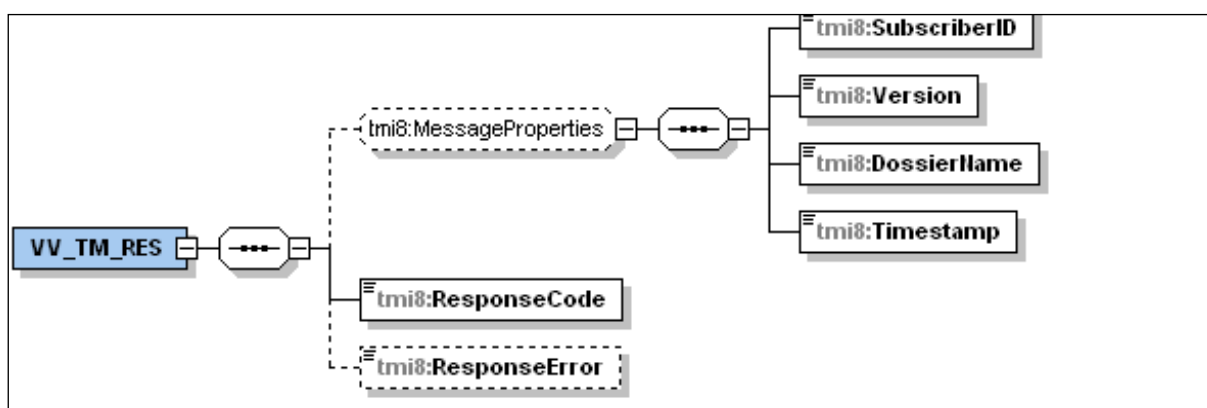 tmi8:SubscriberID
tmi8:MessageProperties
tmi8:Version
tmi8:DossierName
tmi8:Timestamp
VV_TM_RES
tmi8:ResponseCode
tmi8:ResponseError